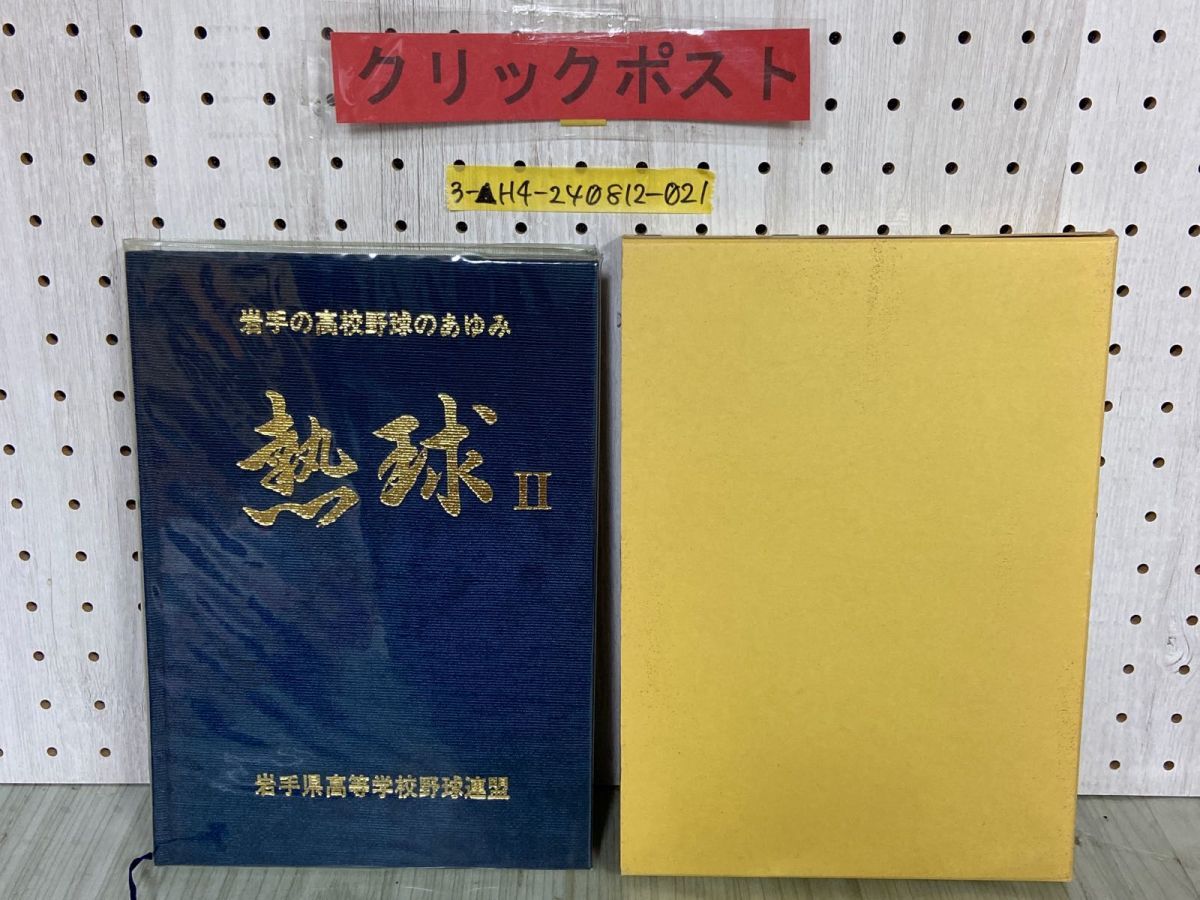 クリックポスト
3-▲H4-240812-021
岩手の高校野球のあゆみ
熱球 II
岩手県高等学校野球連盟